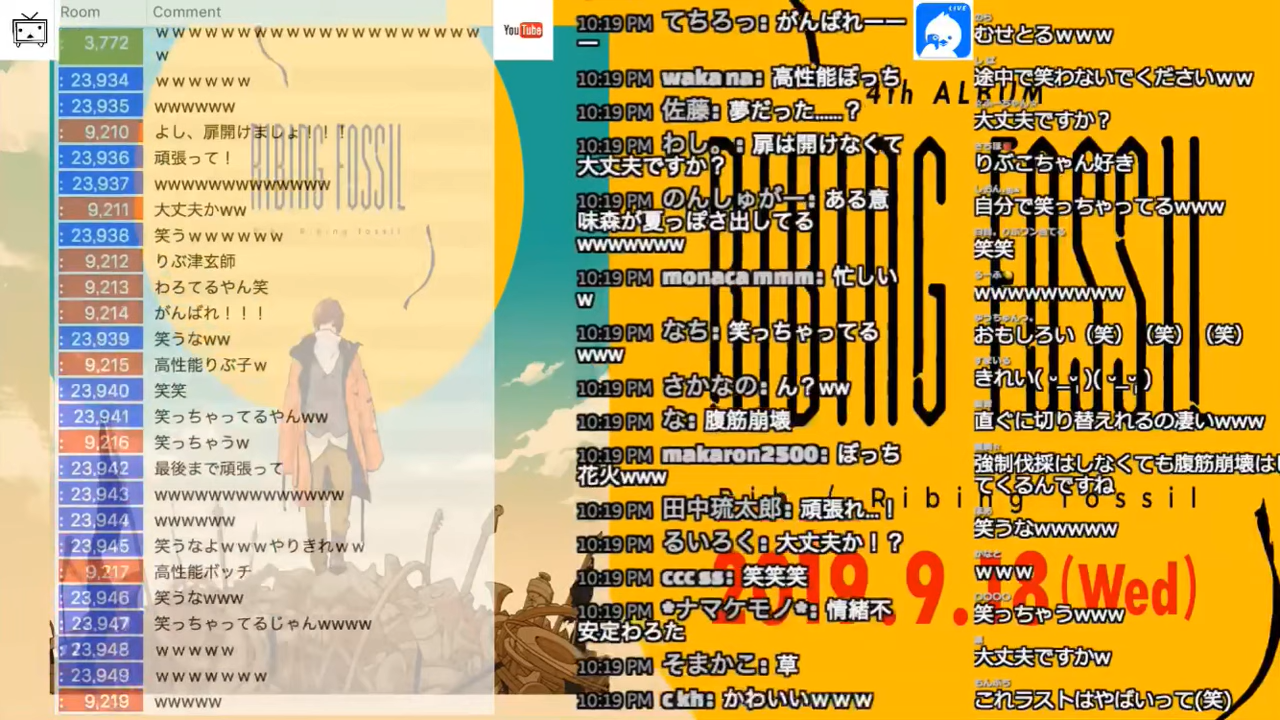 Room Comment
3,772 wwwwwwwwwwwwwwwwwww
w
: 23,934 wwwwww
: 23,935 wwwwww
: 9,210 よし、扉開けましょ！！！
: 23,936 頑張って！
: 23,937 wwwwwwwwwwwwww
: 9,211 大丈夫かww
: 23,938 笑うwwwwww
: 9,212 りぶ津玄師
: 9,213 わろてるやん笑
: 9,214 がんばれ！！！
: 23,939 笑うなww
: 9,215 高性能りぶ子w
: 23,940 笑笑
: 23,941 笑っちゃってるやんww
: 9,216 笑っちゃうw
: 23,942 最後まで頑張って
: 23,943 wwwwwwwwwwwwwww
: 23,944 wwwwww
: 23,945 笑うなよwwwやりきれww
: 9,217 高性能ボッチ
: 23,946 笑うなwww
: 23,947 笑っちゃってるじゃんwwww
: 23,948 wwwww
: 23,949 wwwwwww
: 9,219 wwwww
RIBING FOSSIL
YouTube
10:19 PM てちろっ: がんばれーー
ー
10:19 PM waka na: 高性能ぼっち
10:19 PM 佐藤: 夢だった……？
10:19 PM わし。: 扉は開けなくて
大丈夫ですか？
10:19 PM のんしゅがー: ある意
味森が夏っぽさ出してる
wwwwwww
10:19 PM monaca mmm: 忙しい
w
10:19 PM なち: 笑っちゃってる
www
10:19 PM さかなの: ん？ww
10:19 PM な: 腹筋崩壊
10:19 PM makaron2500: ぼっち
花火www
10:19 PM 田中琉太郎: 頑張れ...！
10:19 PM るいろく: 大丈夫か！？
10:19 PM ccc ss: 笑笑笑
10:19 PM *ナマケモノ*: 情緒不
安定わろた
10:19 PM そまかこ: 草
10:19 PM c kh: かわいいwww
4th ALBUM
RIBING FOSSIL
Rib / Ribing fossil
2019.9.18(Wed)
LIVE
むせとるwww
途中で笑わないでくださいww
大丈夫ですか？
りぶこちゃん好き
自分で笑っちゃってるwww
笑笑
wwwwwwwww
おもしろい（笑）（笑）（笑）
直ぐに切り替えれるの凄いwww
強制伐採はしなくても腹筋崩壊は
てくるんですね
笑うなwwwww
www
笑っちゃうwww
大丈夫ですかw
これラストはやばいって(笑)